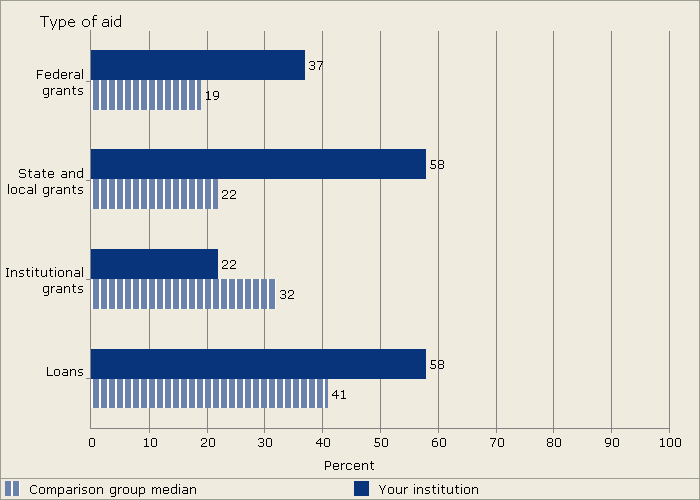 Type of aid
Federal
grants
37
19
State and
local grants
58
22
Institutional
grants
22
32
Loans
58
41
0 10 20 30 40 50 60 70 80 90 100
Percent
Comparison group median Your institution